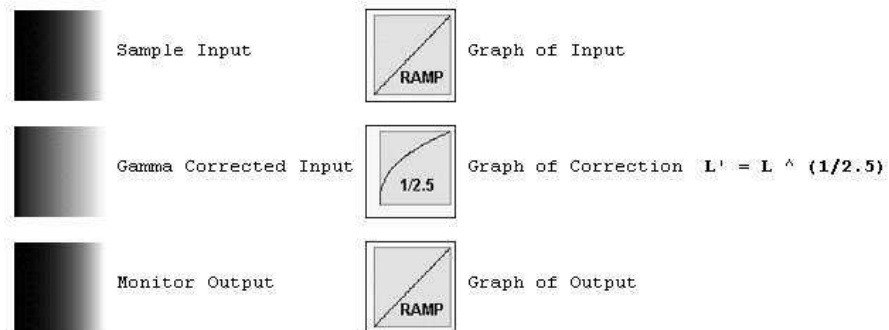 Sample Input
RAMP
Graph of Input
Gamma Corrected Input
1/2.5
Graph of Correction L' = L ^ (1/2.5)
Monitor Output
RAMP
Graph of Output